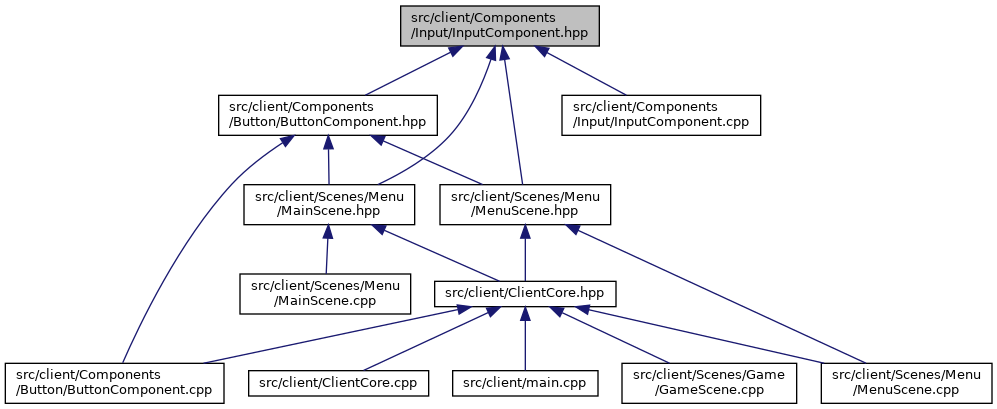 src/client/Components
/Input/InputComponent.hpp
src/client/Components
/Button/ButtonComponent.hpp
src/client/Components
/Input/InputComponent.cpp
src/client/Scenes/Menu
/MainScene.hpp
src/client/Scenes/Menu
/MenuScene.hpp
src/client/Scenes/Menu
/MainScene.cpp
src/client/ClientCore.hpp
src/client/Components
/Button/ButtonComponent.cpp
src/client/ClientCore.cpp
src/client/main.cpp
src/client/Scenes/Game
/GameScene.cpp
src/client/Scenes/Menu
/MenuScene.cpp